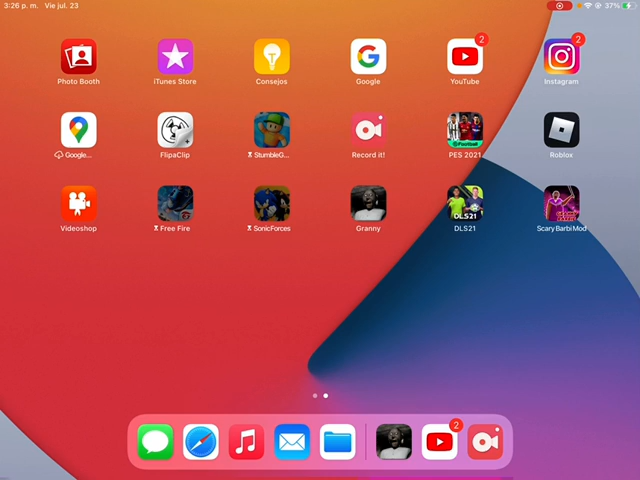 3:26 p. m. Vie jul. 23
37%
2
2
Photo Booth
iTunes Store
Consejos
Google
YouTube
Instagram
Google...
FlipaClip
StumbleG...
Record it!
PES 2021
Roblox
DLS21
Videoshop
Free Fire
SonicForces
Granny
DLS21
Scary Barbi Mod
2